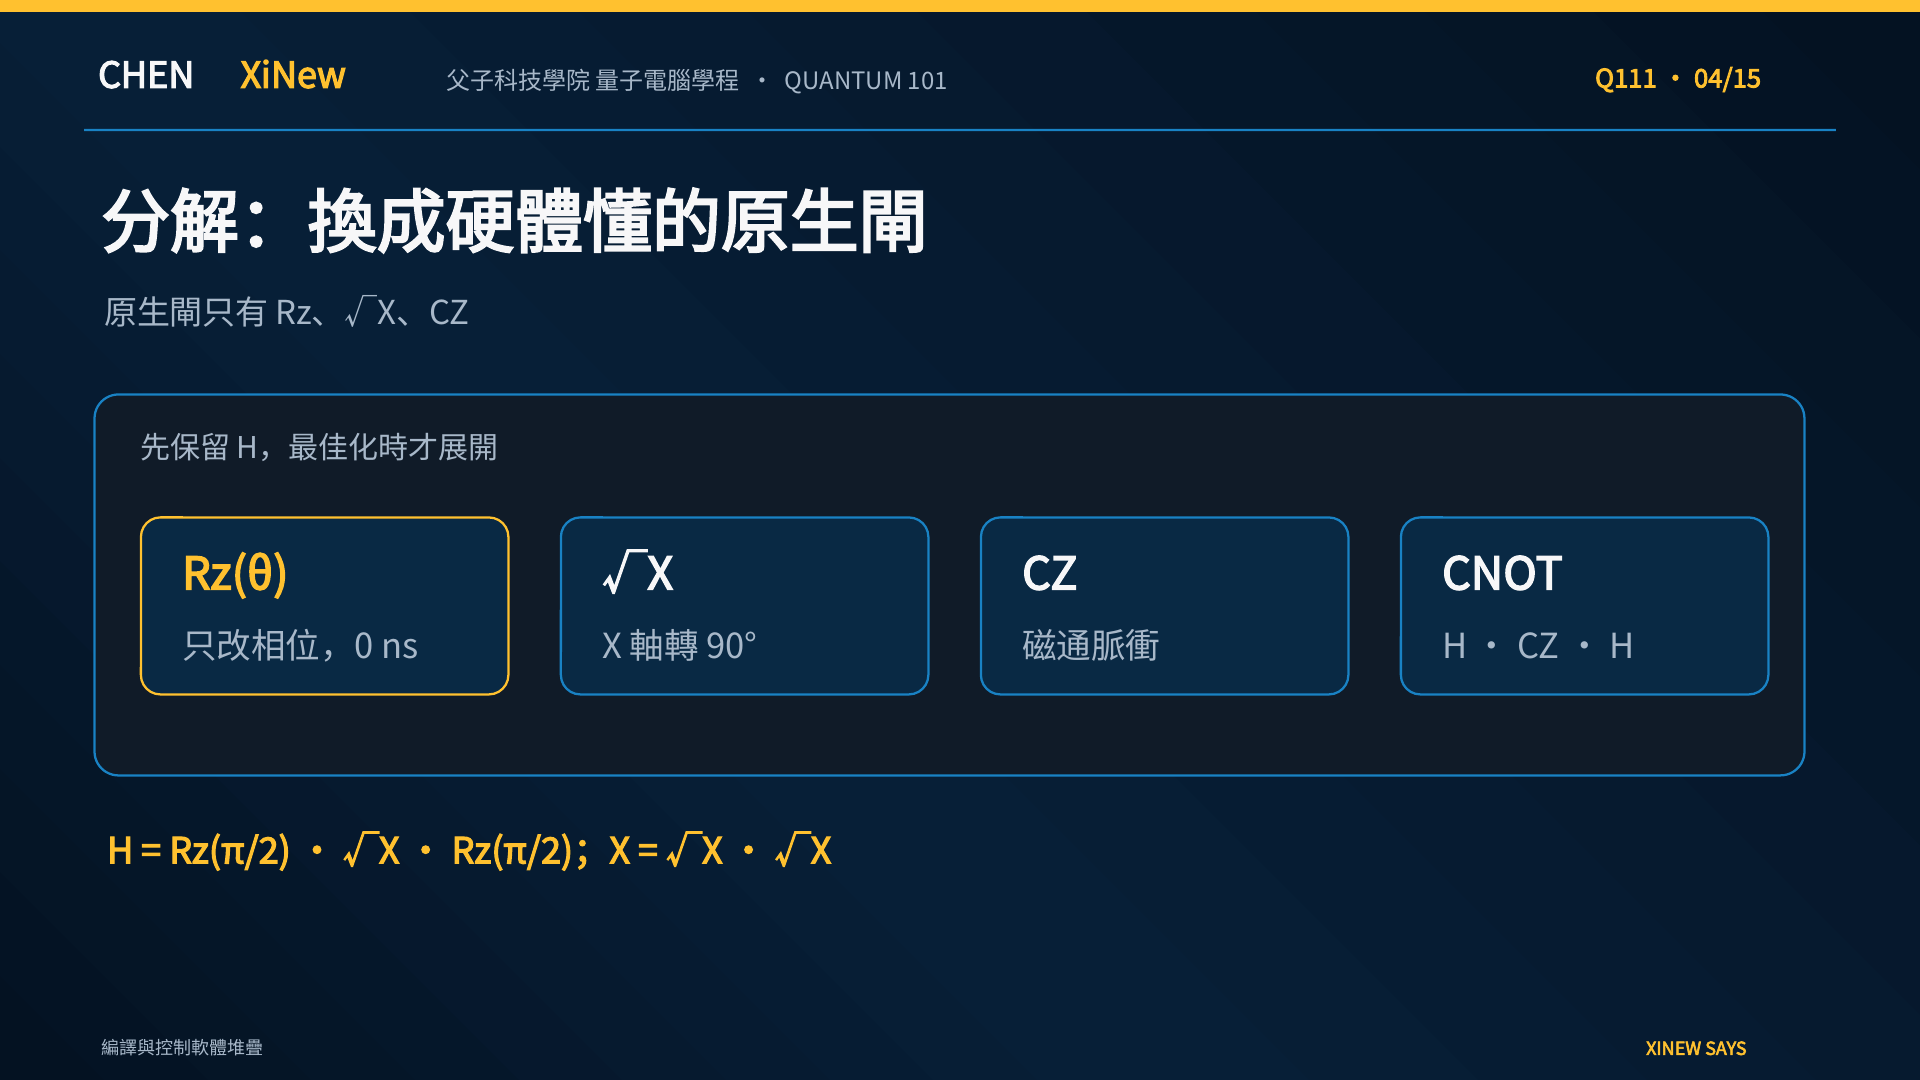 CHEN XiNew 父子科技學院 量子電腦學程 · QUANTUM 101 Q111 · 04/15
分解：換成硬體懂的原生閘
原生閘只有 Rz、√X、CZ
先保留 H，最佳化時才展開
Rz(θ)
只改相位，0 ns
√X
X 軸轉 90°
CZ
磁通脈衝
CNOT
H · CZ · H
H = Rz(π/2) · √X · Rz(π/2)；X = √X · √X
編譯與控制軟體堆疊
XINEW SAYS